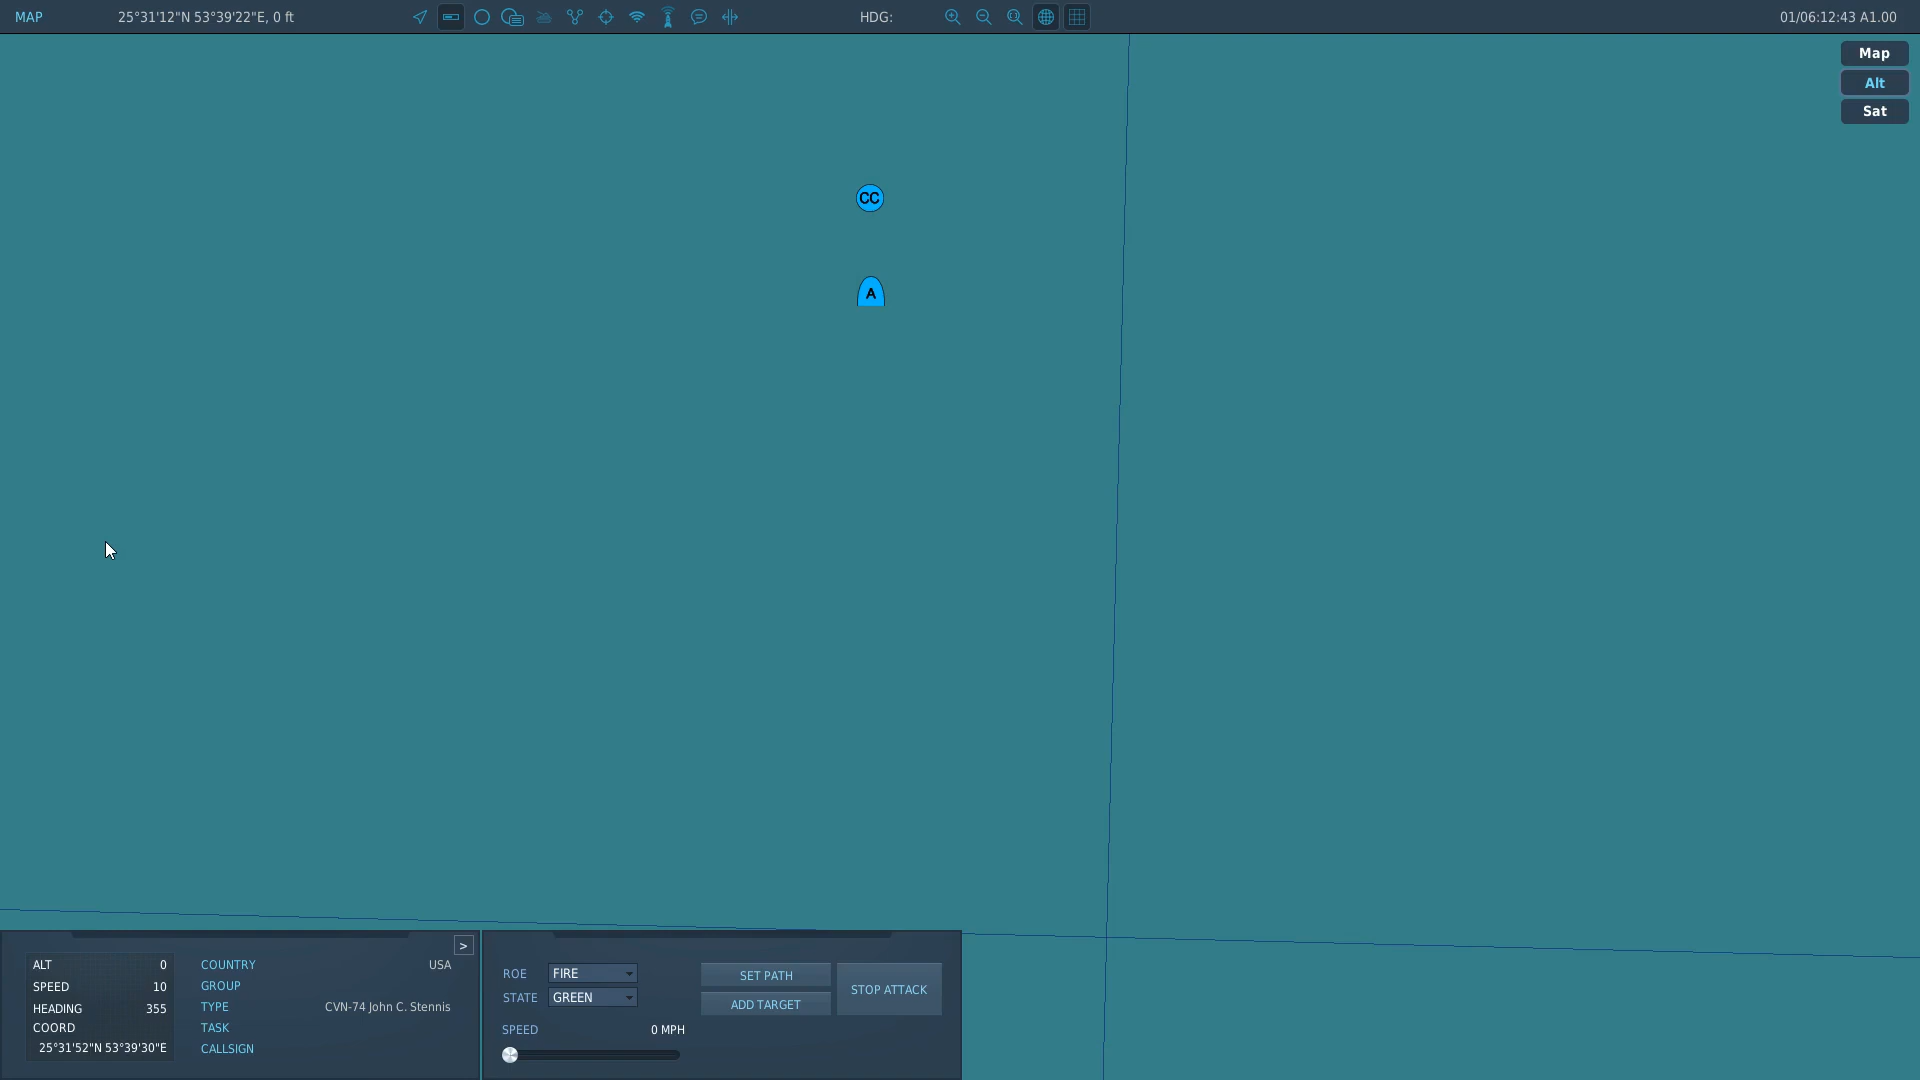 MAP
25°31'12"N 53°39'22"E, 0 ft
HDG:
01/06:12:43 A1.00
Map
Alt
Sat
CC
A
>
ALT 0
SPEED 10
HEADING 355
COORD
25°31'52"N 53°39'30"E
COUNTRY USA
GROUP
TYPE CVN-74 John C. Stennis
TASK
CALLSIGN
ROE FIRE
STATE GREEN
SPEED 0 MPH
SET PATH
ADD TARGET
STOP ATTACK